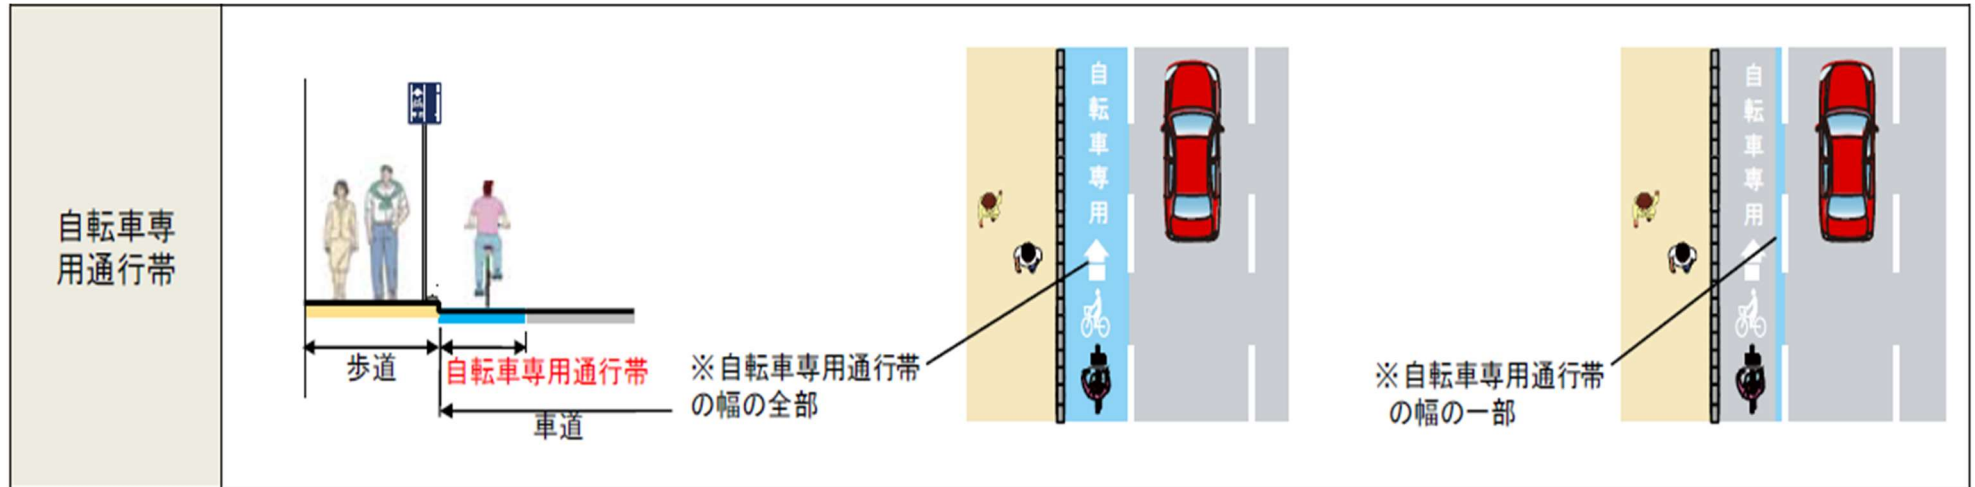 自転車専
用通行帯
歩道
自転車専用通行帯
車道
※自転車専用通行帯
の幅の全部
自転車専用
※自転車専用通行帯
の幅の一部
自転車専用